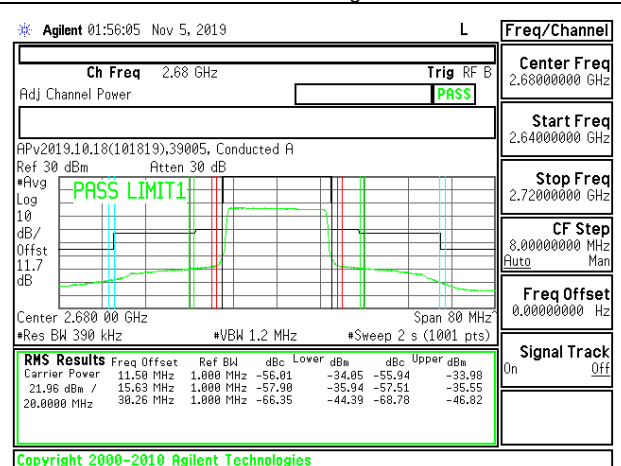 Agilent 01:56:05 Nov 5, 2019 L Freq/Channel
Ch Freq 2.68 GHz Trig RF B
Adj Channel Power PASS
Center Freq
2.68000000 GHz
Start Freq
2.64000000 GHz
Stop Freq
2.72000000 GHz
CF Step
8.00000000 MHz
Auto Man
Freq Offset
0.00000000 Hz
Signal Track
On Off
APv2019.10.18(101819),39005, Conducted A
Ref 30 dBm Atten 30 dB
#Avg
Log
10
dB/
Offst
11.7
dB
PASS LIMIT1
Center 2.680 00 GHz Span 80 MHz
#Res BW 390 kHz #VBW 1.2 MHz #Sweep 2 s (1001 pts)
RMS Results Freq Offset Ref BW dBc Lower dBm dBc Upper dBm
Carrier Power 11.50 MHz 1.000 MHz -56.01 -34.05 -55.94 -33.98
21.96 dBm / 15.63 MHz 1.000 MHz -57.90 -35.94 -57.51 -35.55
20.0000 MHz 30.26 MHz 1.000 MHz -66.35 -44.39 -68.78 -46.82
Copyright 2000-2010 Agilent Technologies